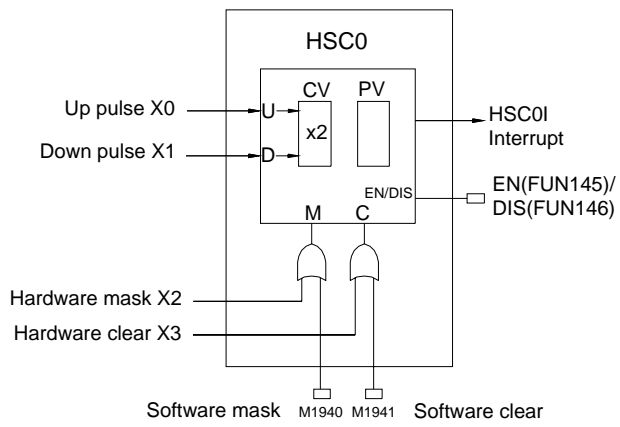 HSC0
CV PV
Up pulse X0
U
x2
HSC0I
Interrupt
Down pulse X1
D
EN/DIS
EN(FUN145)/
DIS(FUN146)
M C
Hardware mask X2
Hardware clear X3
Software mask M1940 M1941 Software clear